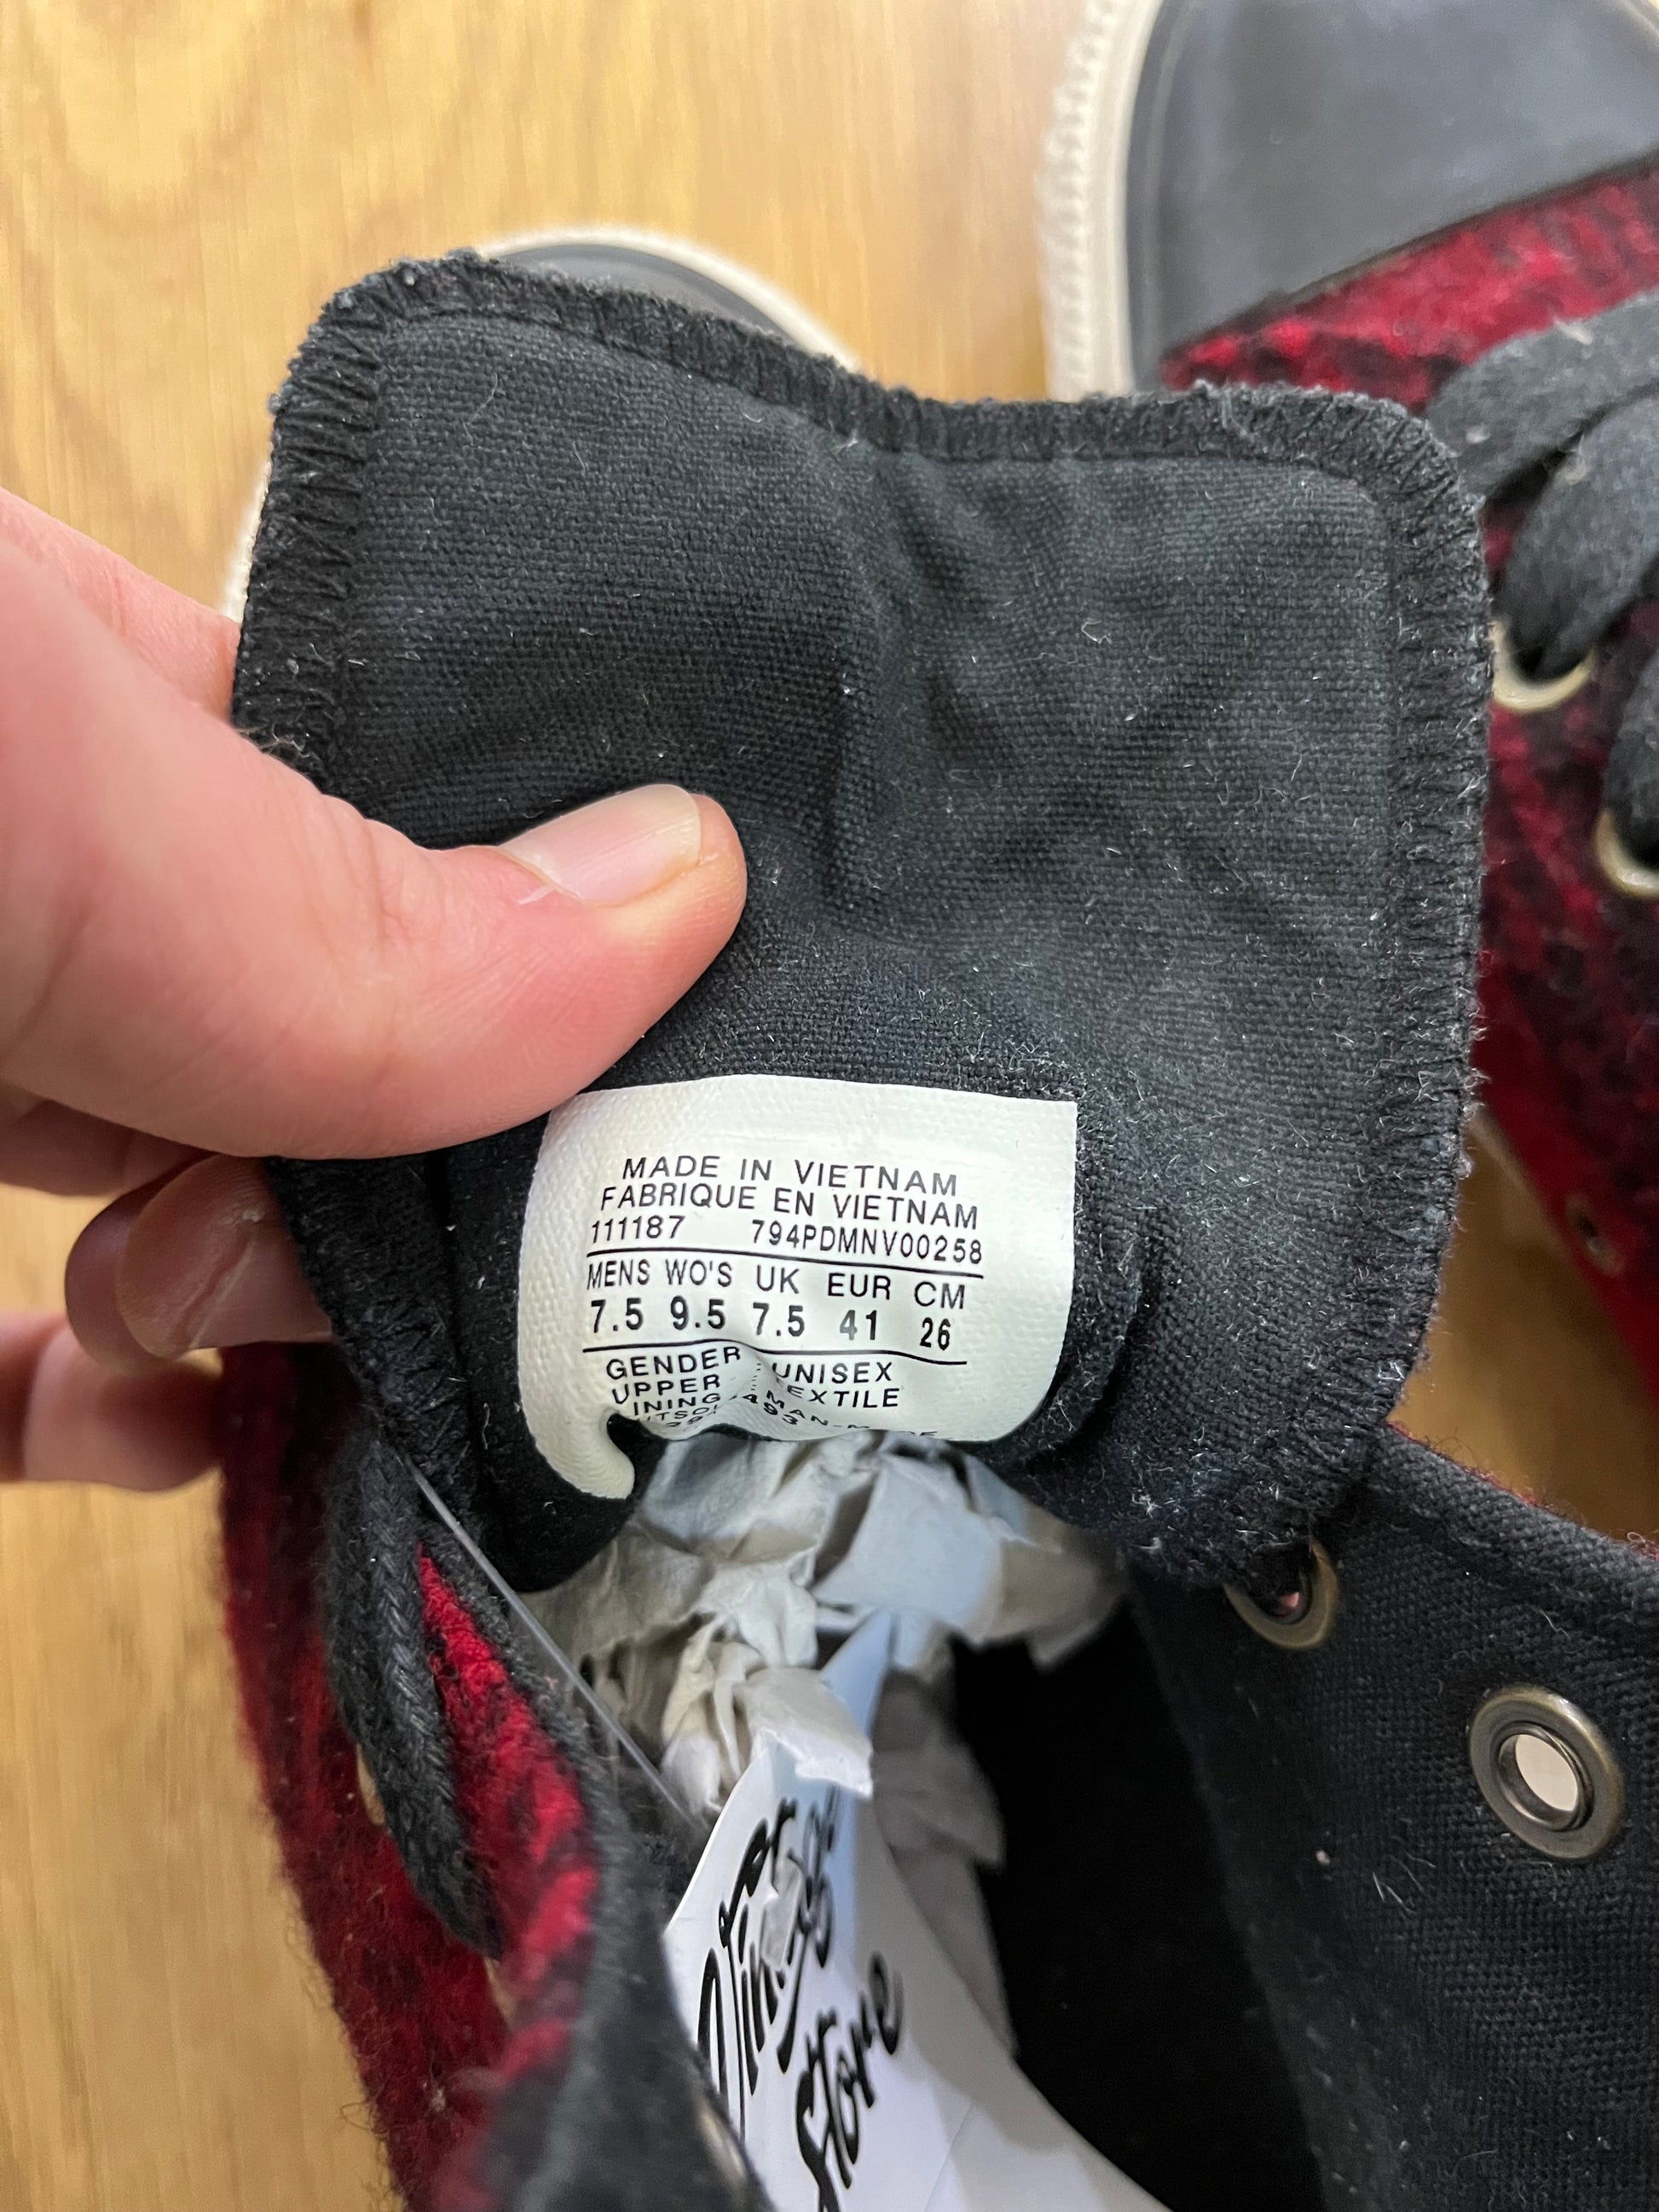 MADE IN VIETNAM
FABRIQUE EN VIETNAM
111187 794PDMNV00258
MENS WO'S UK EUR CM
7.5 9.5 7.5 41 26
GENDER UNISEX
UPPER TEXTILE
Store